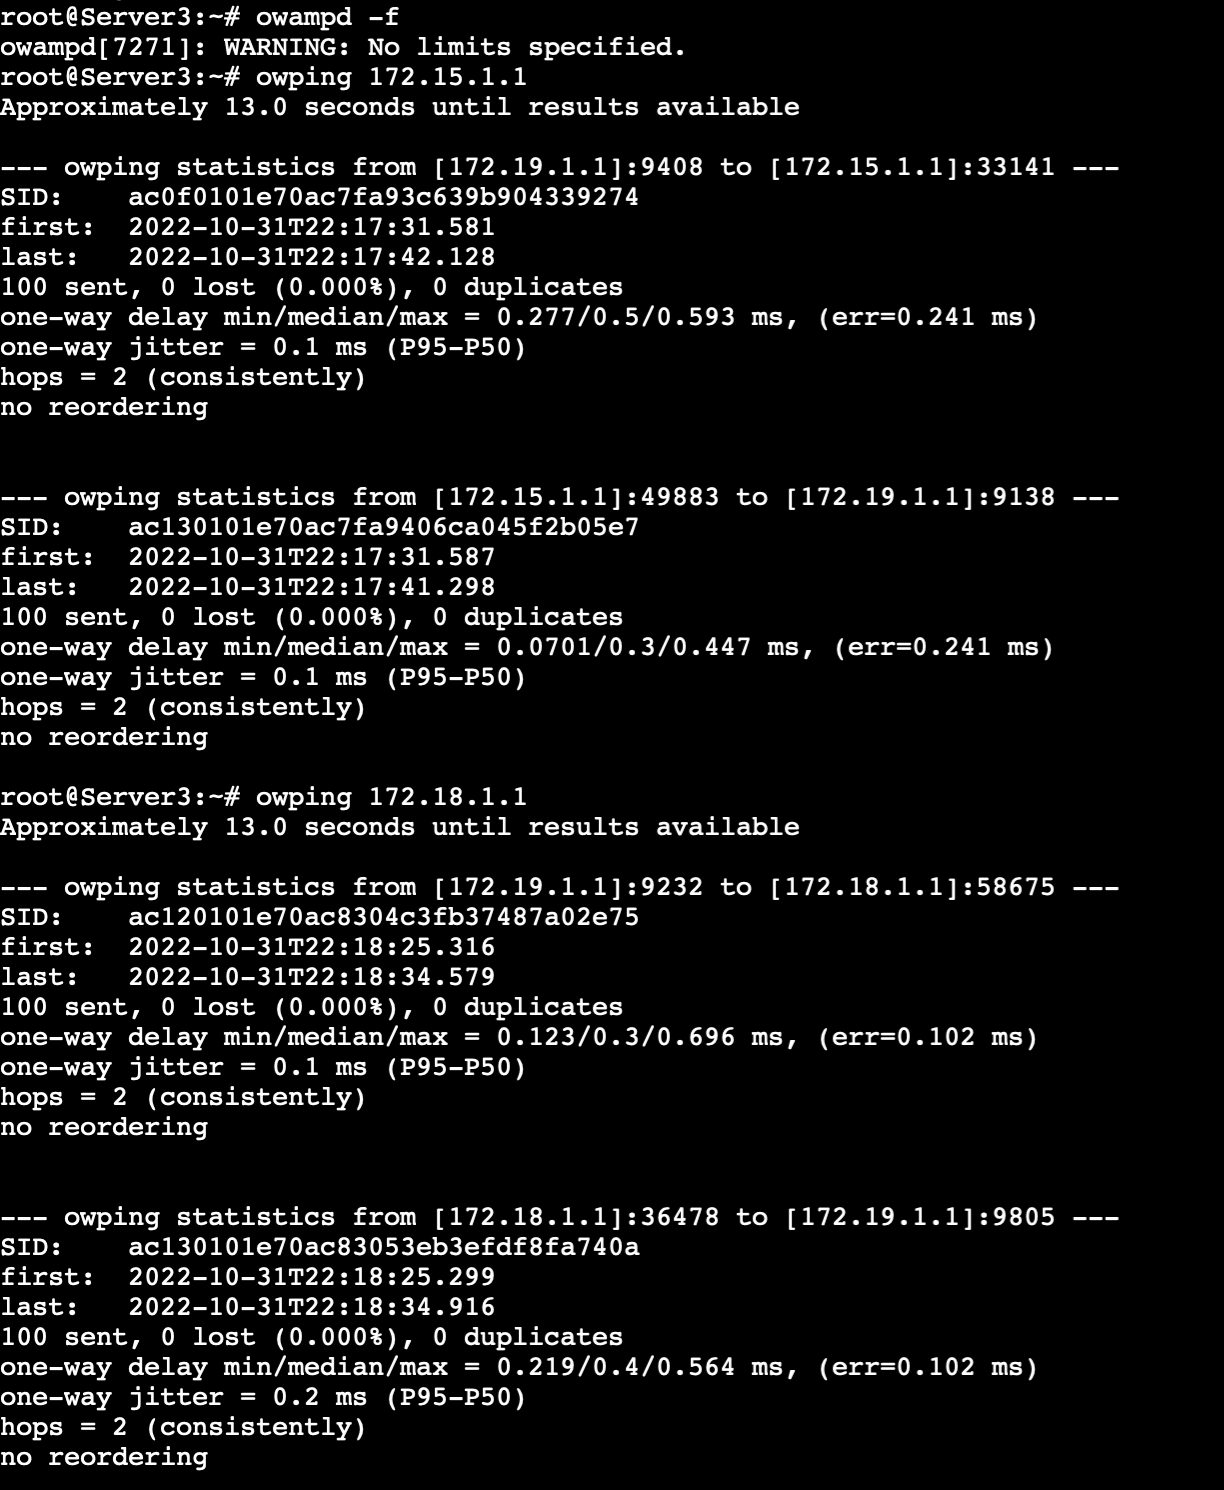 root@Server3:~# owampd -f
owampd[7271]: WARNING: No limits specified.
root@Server3:~# owping 172.15.1.1
Approximately 13.0 seconds until results available
--- owping statistics from [172.19.1.1]:9408 to [172.15.1.1]:33141 ---
SID:    ac0f0101e70ac7fa93c639b904339274
first:  2022-10-31T22:17:31.581
last:   2022-10-31T22:17:42.128
100 sent, 0 lost (0.000%), 0 duplicates
one-way delay min/median/max = 0.277/0.5/0.593 ms, (err=0.241 ms)
one-way jitter = 0.1 ms (P95-P50)
hops = 2 (consistently)
no reordering
--- owping statistics from [172.15.1.1]:49883 to [172.19.1.1]:9138 ---
SID:    ac130101e70ac7fa9406ca045f2b05e7
first:  2022-10-31T22:17:31.587
last:   2022-10-31T22:17:41.298
100 sent, 0 lost (0.000%), 0 duplicates
one-way delay min/median/max = 0.0701/0.3/0.447 ms, (err=0.241 ms)
one-way jitter = 0.1 ms (P95-P50)
hops = 2 (consistently)
no reordering
root@Server3:~# owping 172.18.1.1
Approximately 13.0 seconds until results available
--- owping statistics from [172.19.1.1]:9232 to [172.18.1.1]:58675 ---
SID:    ac120101e70ac8304c3fb37487a02e75
first:  2022-10-31T22:18:25.316
last:   2022-10-31T22:18:34.579
100 sent, 0 lost (0.000%), 0 duplicates
one-way delay min/median/max = 0.123/0.3/0.696 ms, (err=0.102 ms)
one-way jitter = 0.1 ms (P95-P50)
hops = 2 (consistently)
no reordering
--- owping statistics from [172.18.1.1]:36478 to [172.19.1.1]:9805 ---
SID:    ac130101e70ac83053eb3efdf8fa740a
first:  2022-10-31T22:18:25.299
last:   2022-10-31T22:18:34.916
100 sent, 0 lost (0.000%), 0 duplicates
one-way delay min/median/max = 0.219/0.4/0.564 ms, (err=0.102 ms)
one-way jitter = 0.2 ms (P95-P50)
hops = 2 (consistently)
no reordering